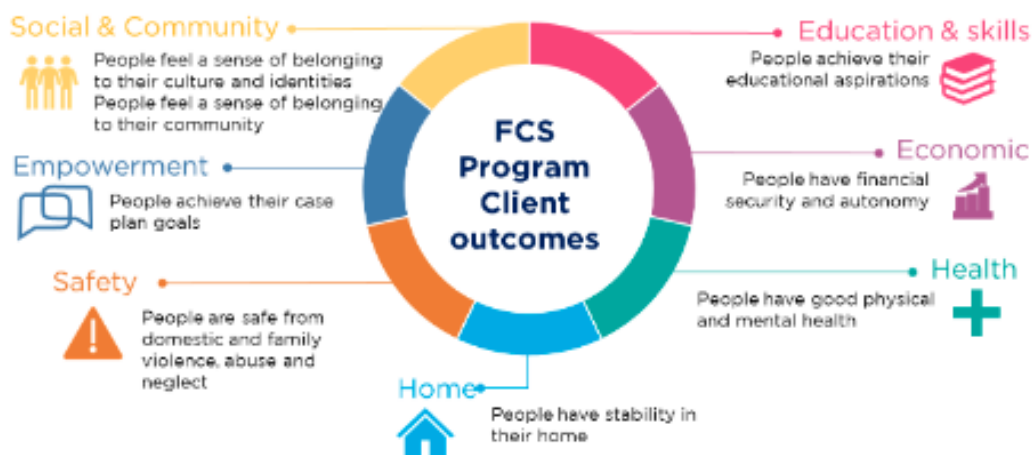 Social & Community
People feel a sense of belonging
to their culture and identities
People feel a sense of belonging
to their community
Empowerment
People achieve their case
plan goals
Safety
People are safe from
domestic and family
violence, abuse and
neglect
Home
People have stability in
their home
FCS
Program
Client
outcomes
Education & skills
People achieve their
educational aspirations
Economic
People have financial
security and autonomy
Health
People have good physical
and mental health